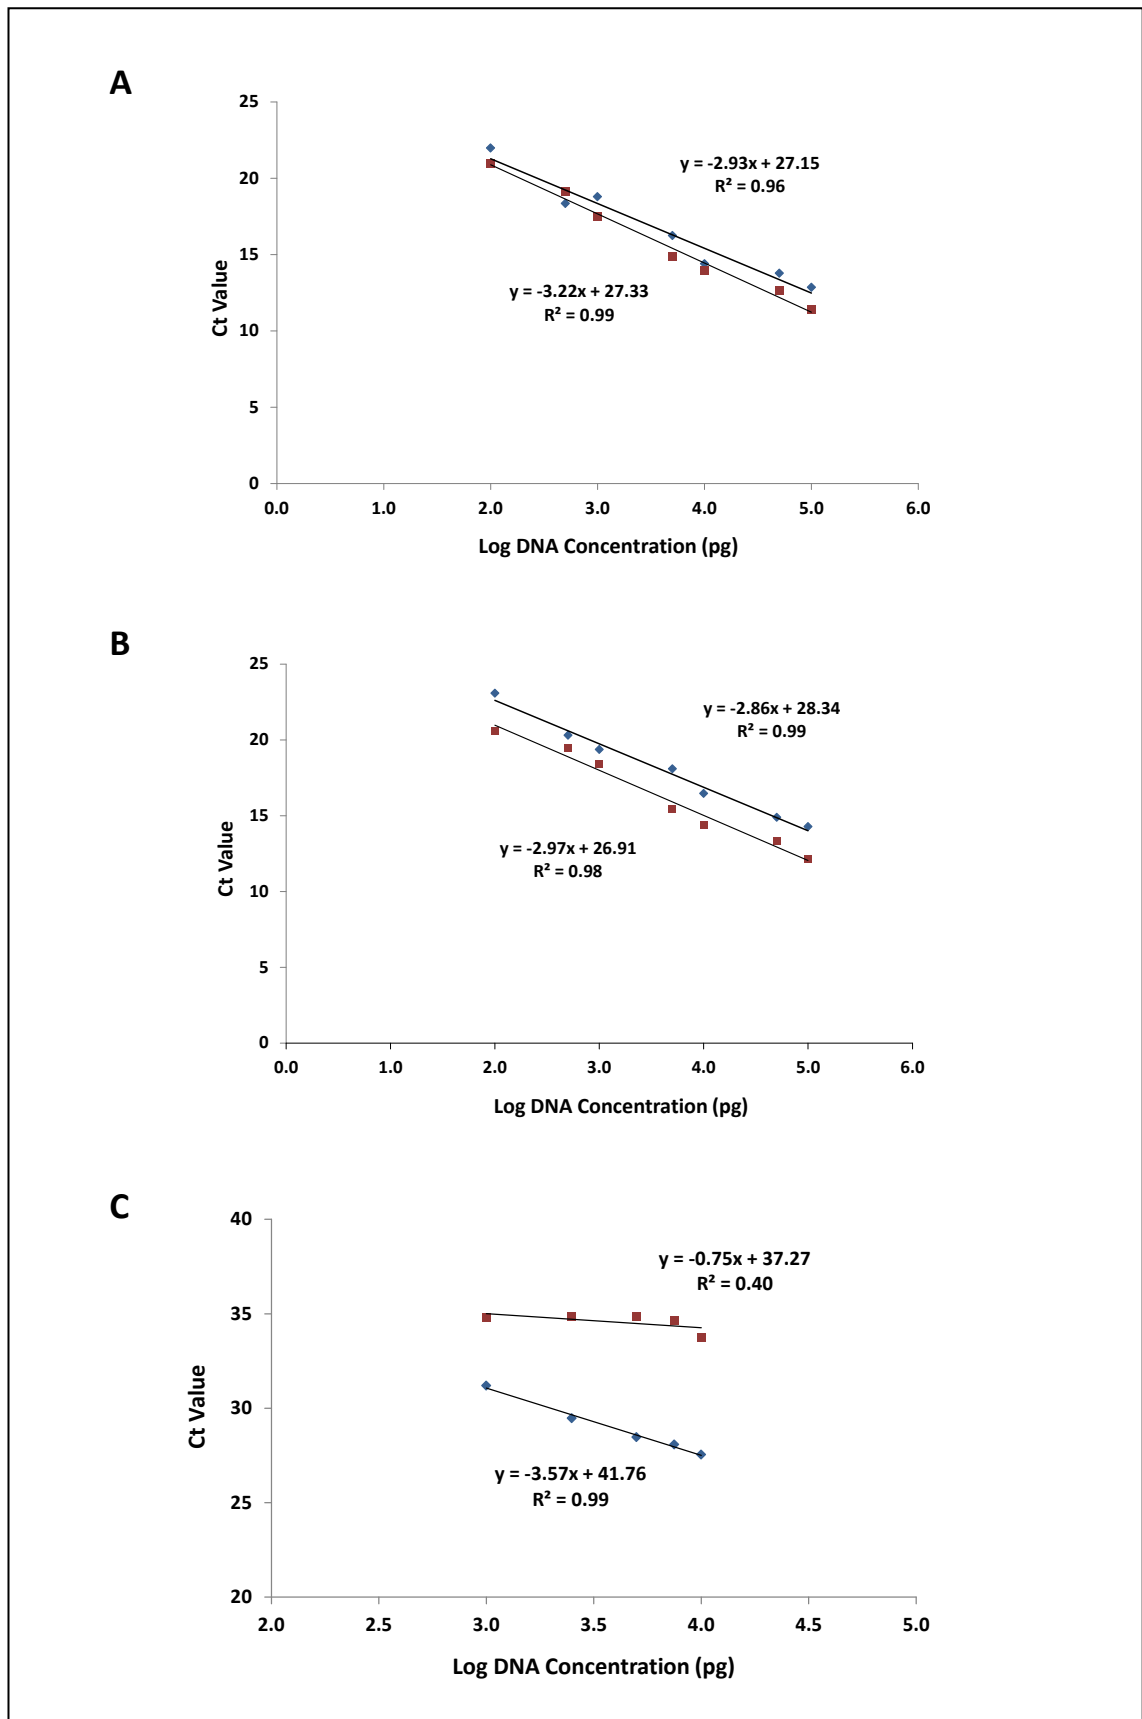 A
25
20
15
10
5
0
Ct Value
y = -2.93x + 27.15
R² = 0.96
y = -3.22x + 27.33
R² = 0.99
0.0 1.0 2.0 3.0 4.0 5.0 6.0
Log DNA Concentration (pg)
B
25
20
15
10
5
0
Ct Value
y = -2.86x + 28.34
R² = 0.99
y = -2.97x + 26.91
R² = 0.98
0.0 1.0 2.0 3.0 4.0 5.0 6.0
Log DNA Concentration (pg)
C
40
35
30
25
20
Ct Value
y = -0.75x + 37.27
R² = 0.40
y = -3.57x + 41.76
R² = 0.99
2.0 2.5 3.0 3.5 4.0 4.5 5.0
Log DNA Concentration (pg)